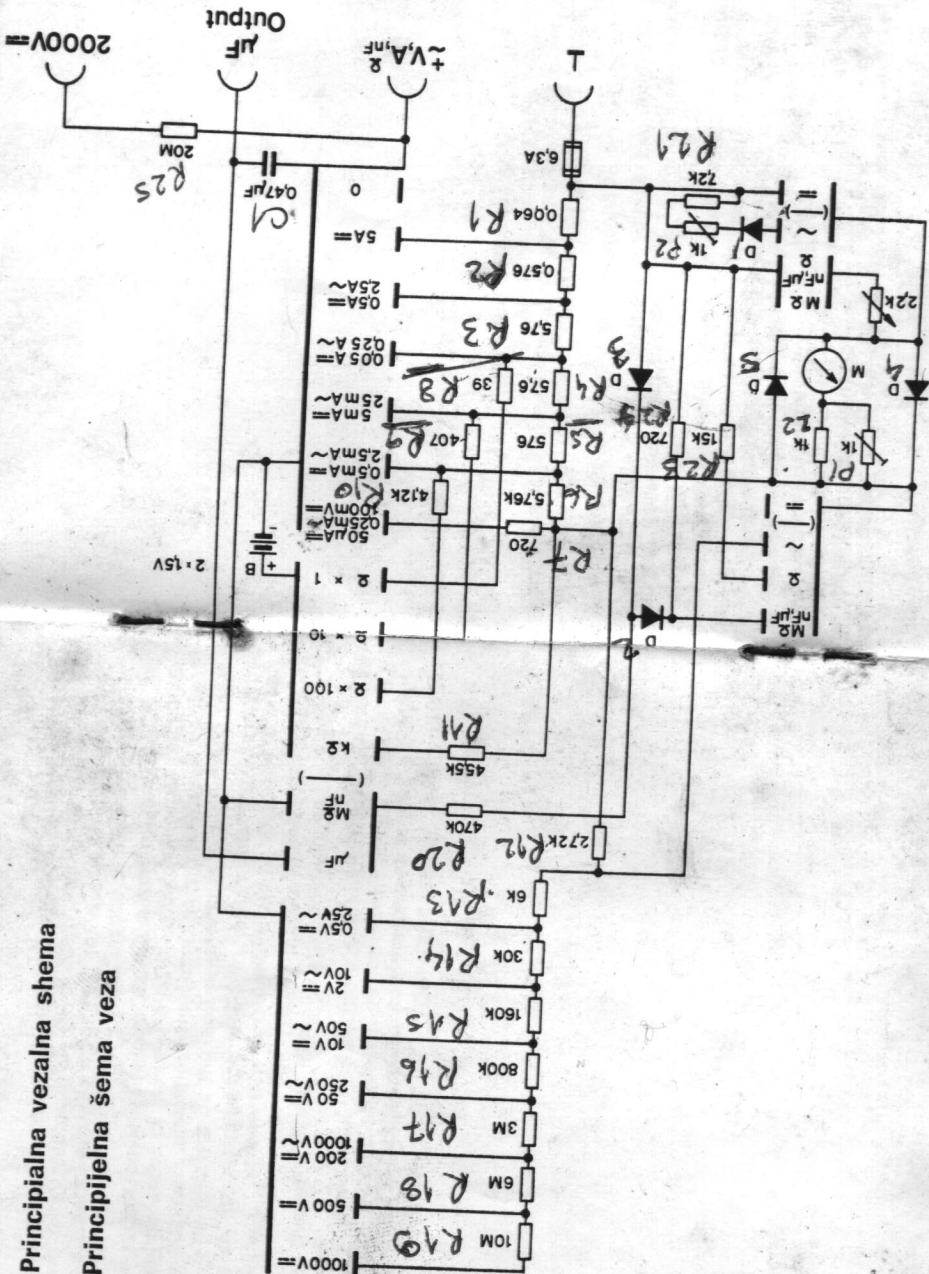 Principialna vezalna shema
Principijelna šema veza
2000V⎓
µF
Output
+V,A,nF
~ Ω
⊥
20M
R25
0,47µF
C1
6,3A
0
5A⎓
0,5A⎓
2,5A~
0,05A⎓
0,25A~
5mA⎓
25mA~
0,5mA⎓
2,5mA~
50µA⎓
0,25mA~
100mV⎓
Ω × 1
Ω × 10
Ω × 100
kΩ
MΩ
nF
( — )
µF
0,5V⎓
2,5V~
2V⎓
10V~
10V⎓
50V~
50V⎓
250V~
200V⎓
1000V~
500V⎓
1000V⎓
0,064
R1
0,576
R2
5,76
R3
57,6
R4
576
R5
5,76k
R6
720
R7
39
R8
407
R9
4,12k
R10
45,5k
R11
2,72k
R12
6k
R13
30k
R14
160k
R15
800k
R16
3M
R17
6M
R18
10M
R19
470k
R20
- +
B
2×1,5V
7,2k
R21
1k
P2
D
1
D
3
720
15k
R23
D
2
D
5
D
4
M
2,2k
1k
1k
P1
⎓
( — )
~
Ω
nF,µF
MΩ
⎓
( — )
~
Ω
nF,µF
MΩ